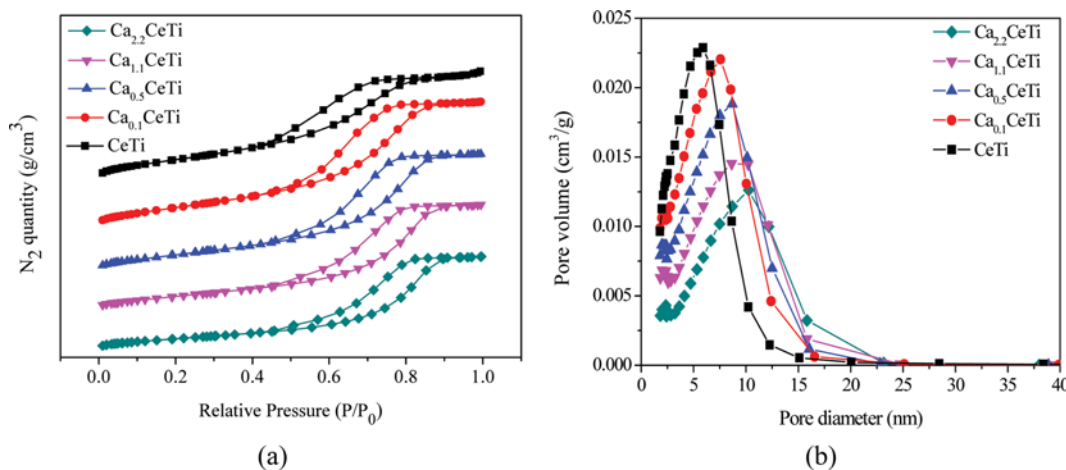 Ca2.2CeTi
Ca1.1CeTi
Ca0.5CeTi
Ca0.1CeTi
CeTi
N2 quantity (g/cm3)
0.0 0.2 0.4 0.6 0.8 1.0
Relative Pressure (P/P0)
(a)
0.025
0.020
0.015
0.010
0.005
0.000
Pore volume (cm3/g)
Ca2.2CeTi
Ca1.1CeTi
Ca0.5CeTi
Ca0.1CeTi
CeTi
0 5 10 15 20 25 30 35 40
Pore diameter (nm)
(b)